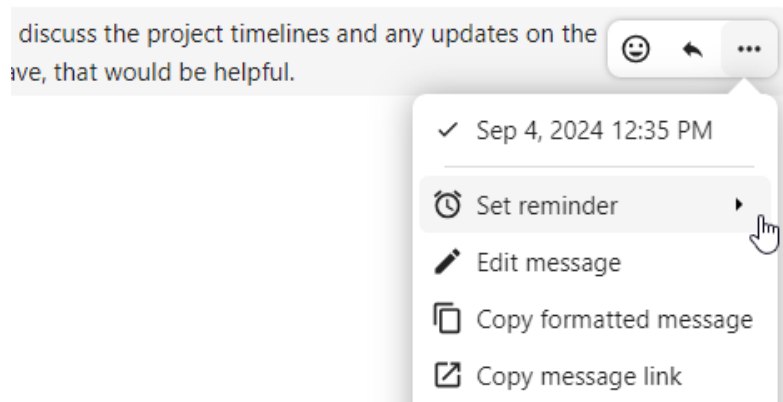 discuss the project timelines and any updates on the
that would be helpful.
Sep 4, 2024 12:35 PM
Set reminder
Edit message
Copy formatted message
Copy message link